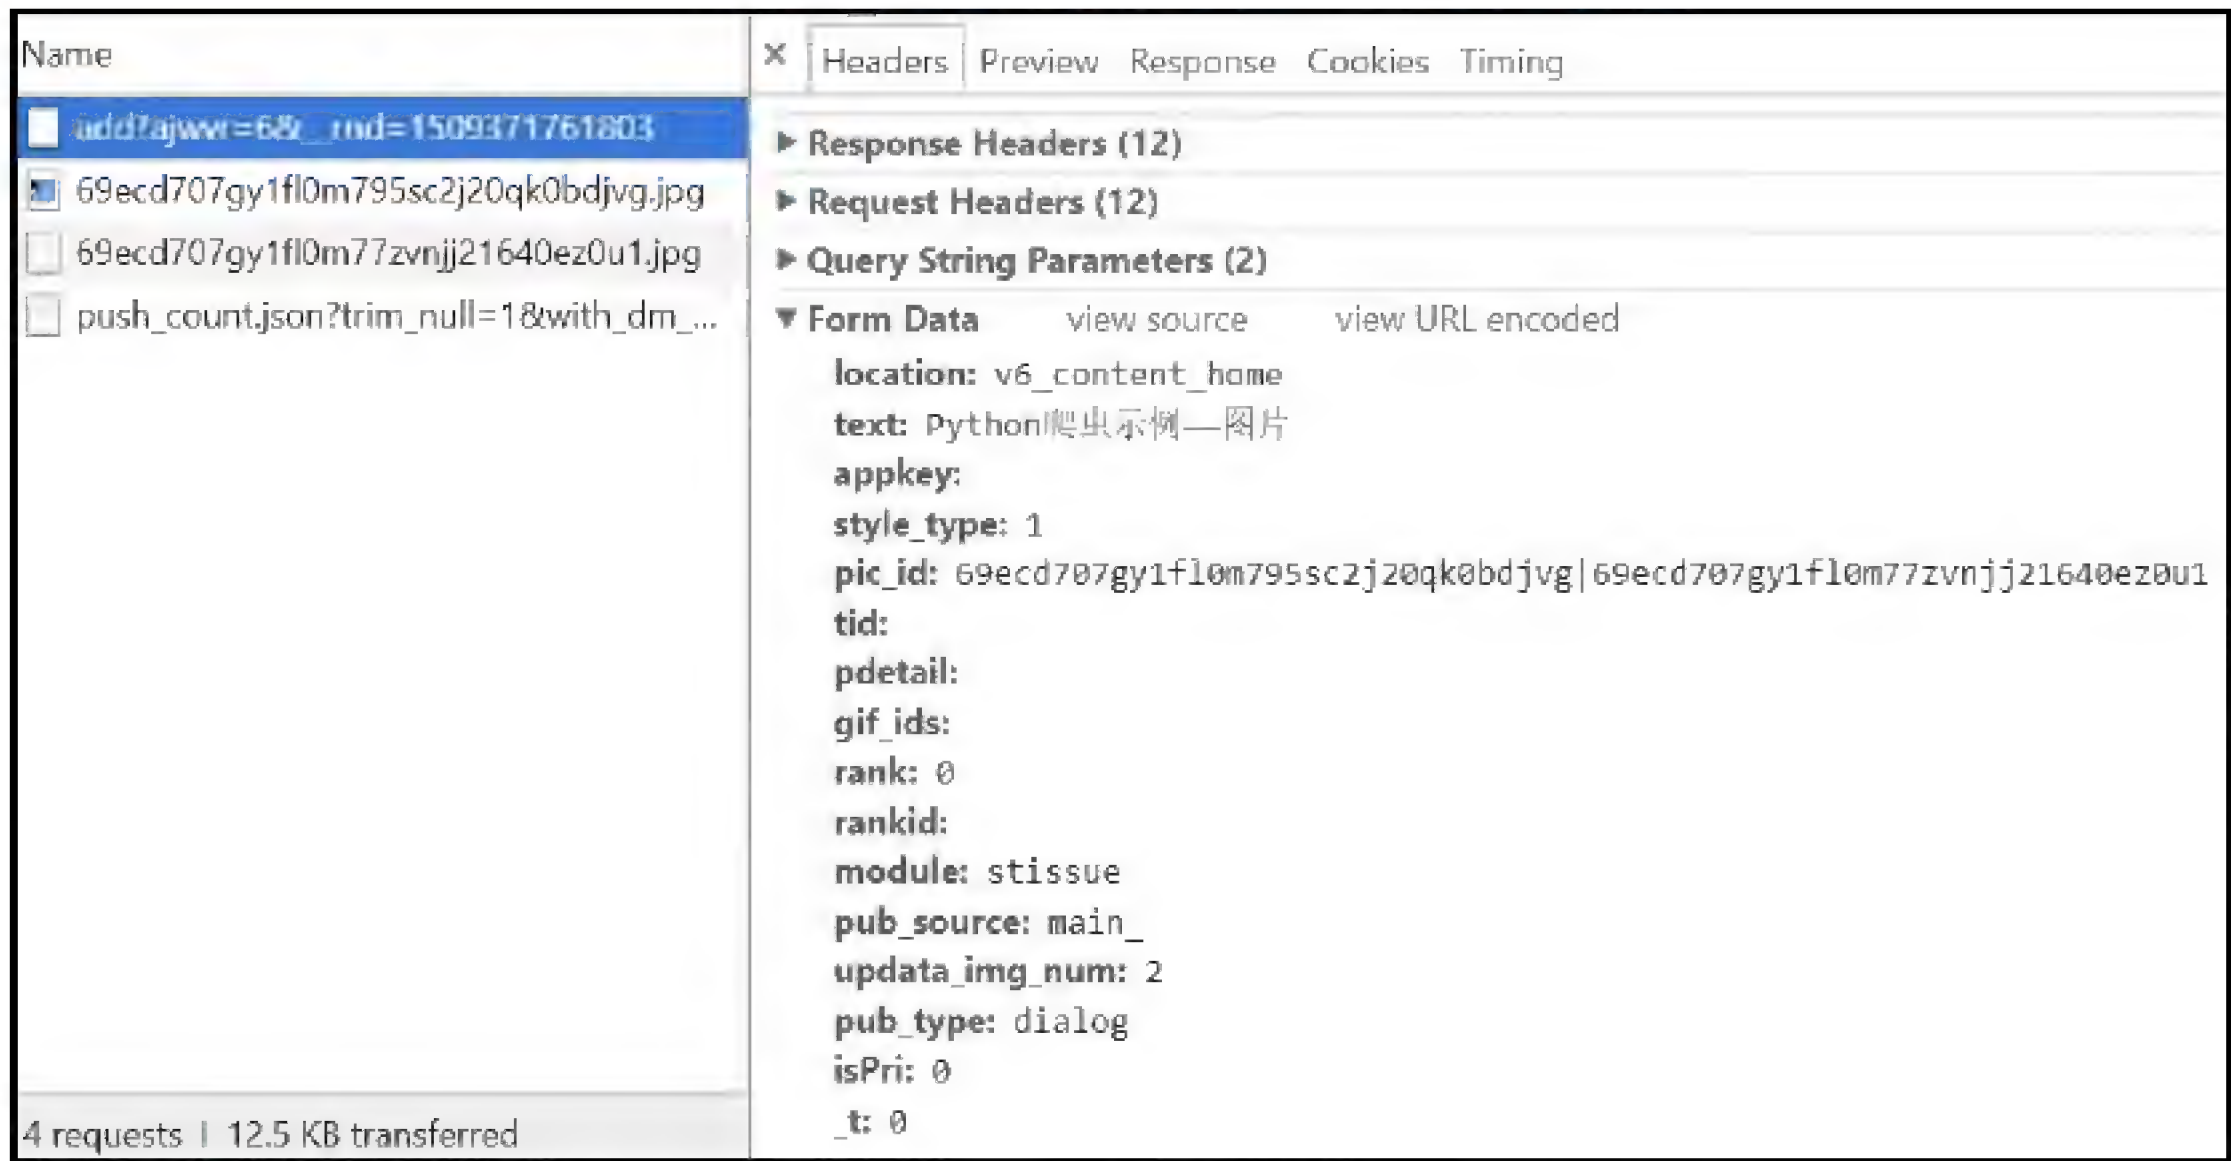 Name
add?ajwvr=6&__rnd=1509371761803
69ecd707gy1fl0m795sc2j20qk0bdjvg.jpg
69ecd707gy1fl0m77zvnjj21640ez0u1.jpg
push_count.json?trim_null=1&with_dm_...
4 requests | 12.5 KB transferred
× Headers Preview Response Cookies Timing
▶ Response Headers (12)
▶ Request Headers (12)
▶ Query String Parameters (2)
▼ Form Data view source view URL encoded
location: v6_content_home
text: Python爬虫示例——图片
appkey:
style_type: 1
pic_id: 69ecd707gy1fl0m795sc2j20qk0bdjvg|69ecd707gy1fl0m77zvnjj21640ez0u1
tid:
pdetail:
gif_ids:
rank: 0
rankid:
module: stissue
pub_source: main_
updata_img_num: 2
pub_type: dialog
isPri: 0
_t: 0